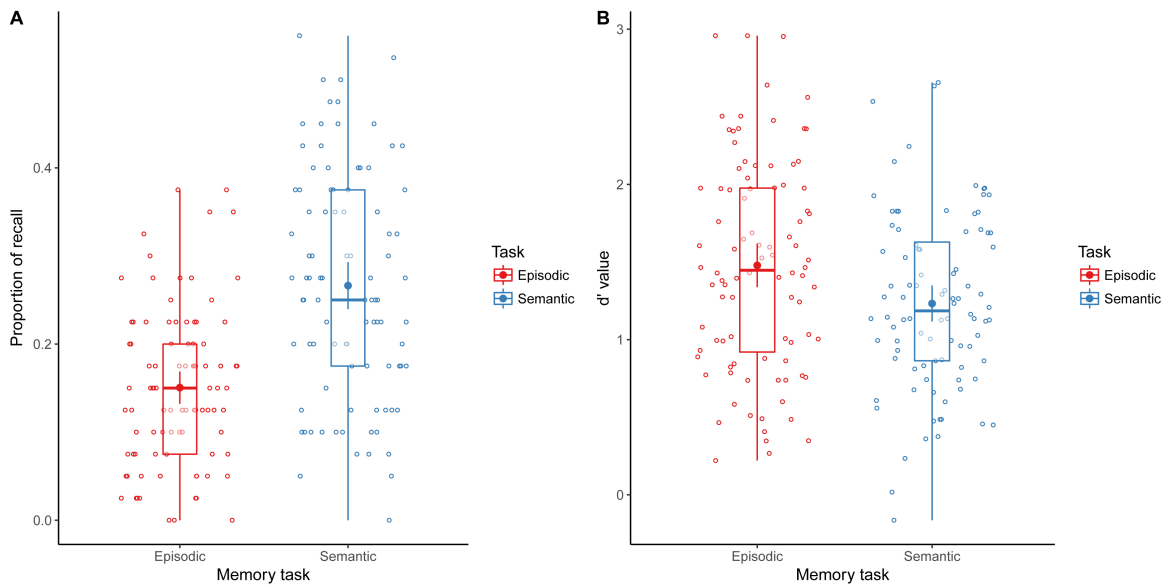 A
Proportion of recall
0.4
0.2
0.0
Episodic
Semantic
Memory task
Task
Episodic
Semantic
B
d' value
3
2
1
0
Episodic
Semantic
Memory task
Task
Episodic
Semantic